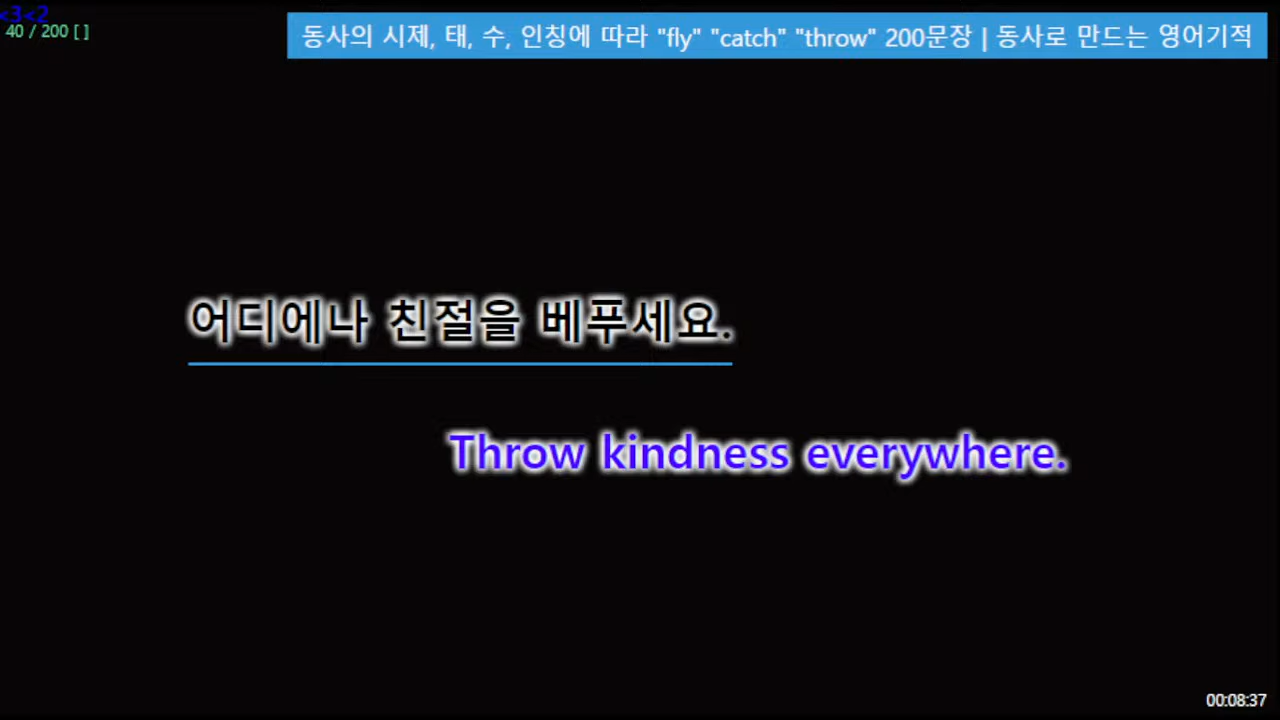 <3<2
40 / 200 [ ]
동사의 시제, 태, 수, 인칭에 따라 "fly" "catch" "throw" 200문장 | 동사로 만드는 영어기적
어디에나 친절을 베푸세요.
Throw kindness everywhere.
00:08:37